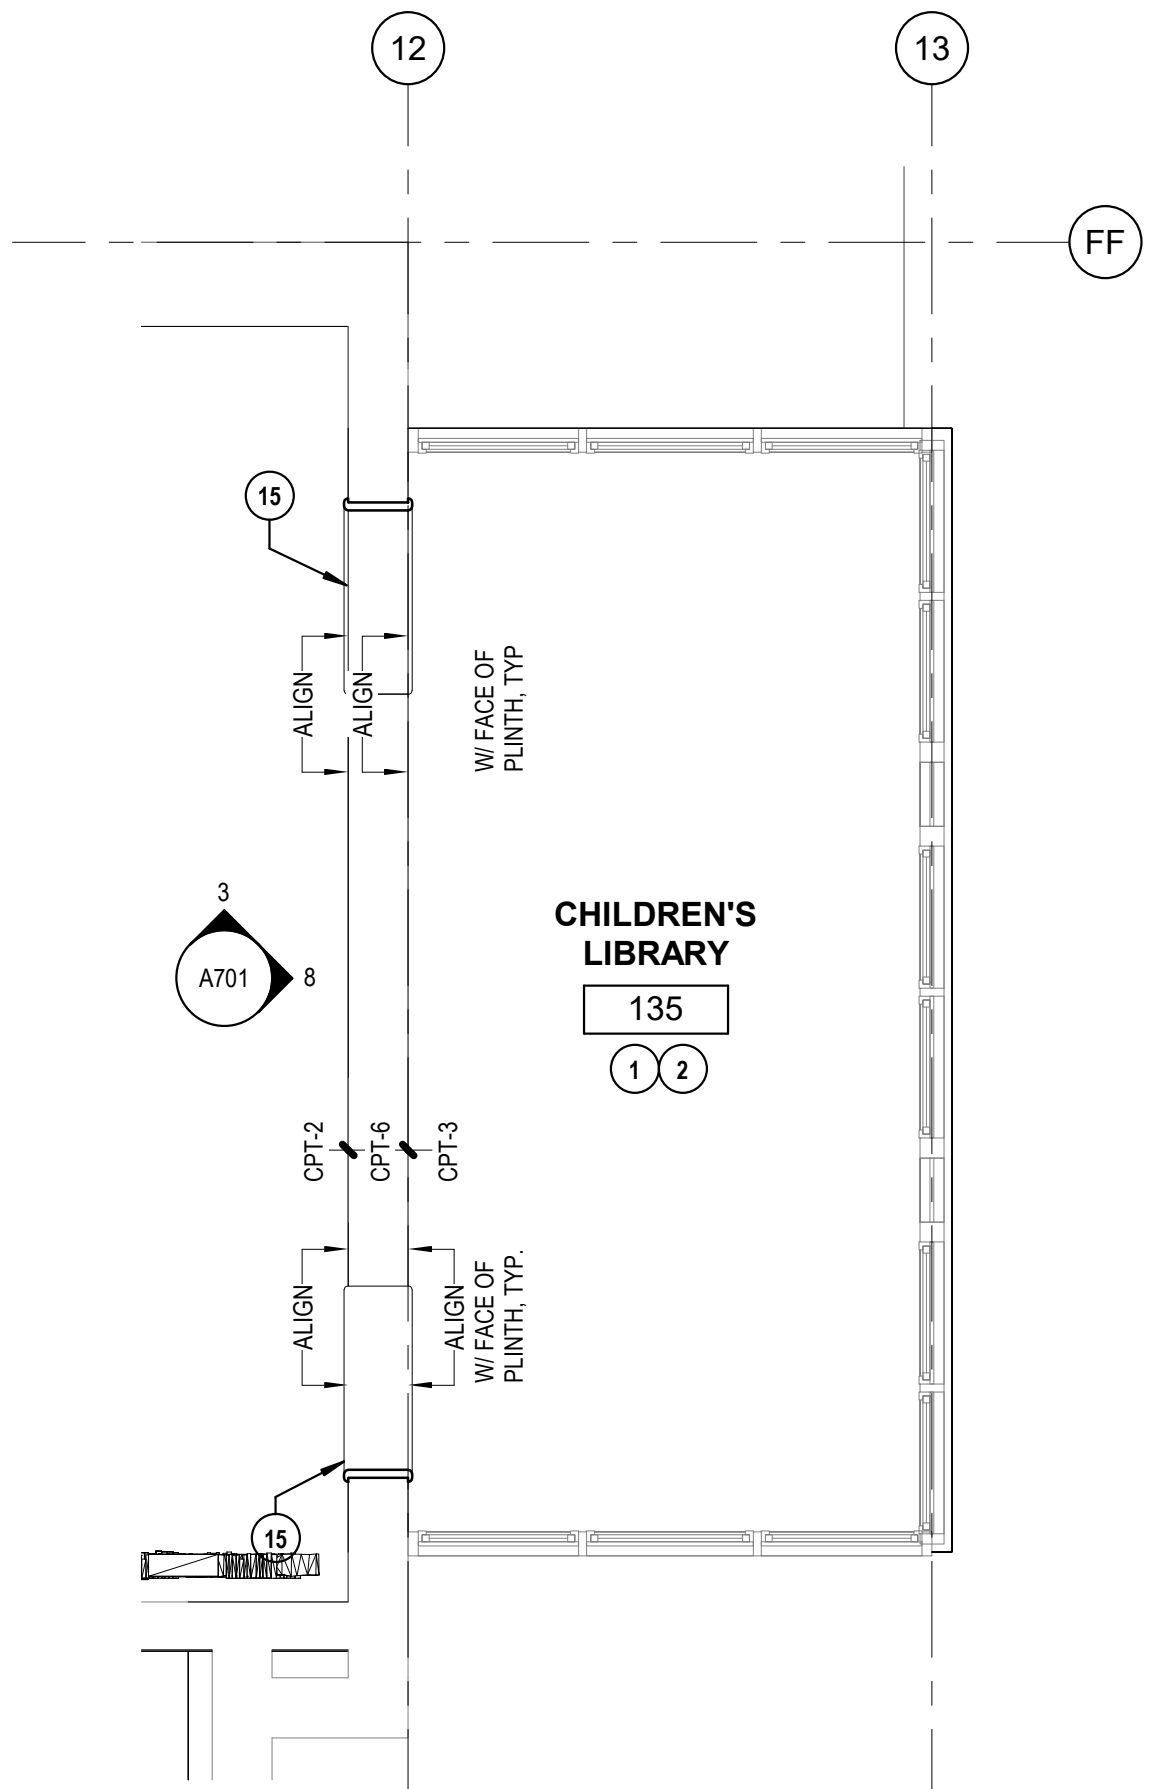 12
13
FF
15
ALIGN
ALIGN
W/ FACE OF
PLINTH, TYP
3
A701
8
CHILDREN'S
LIBRARY
135
1
2
CPT-2
CPT-6
CPT-3
ALIGN
ALIGN
W/ FACE OF
PLINTH, TYP.
15